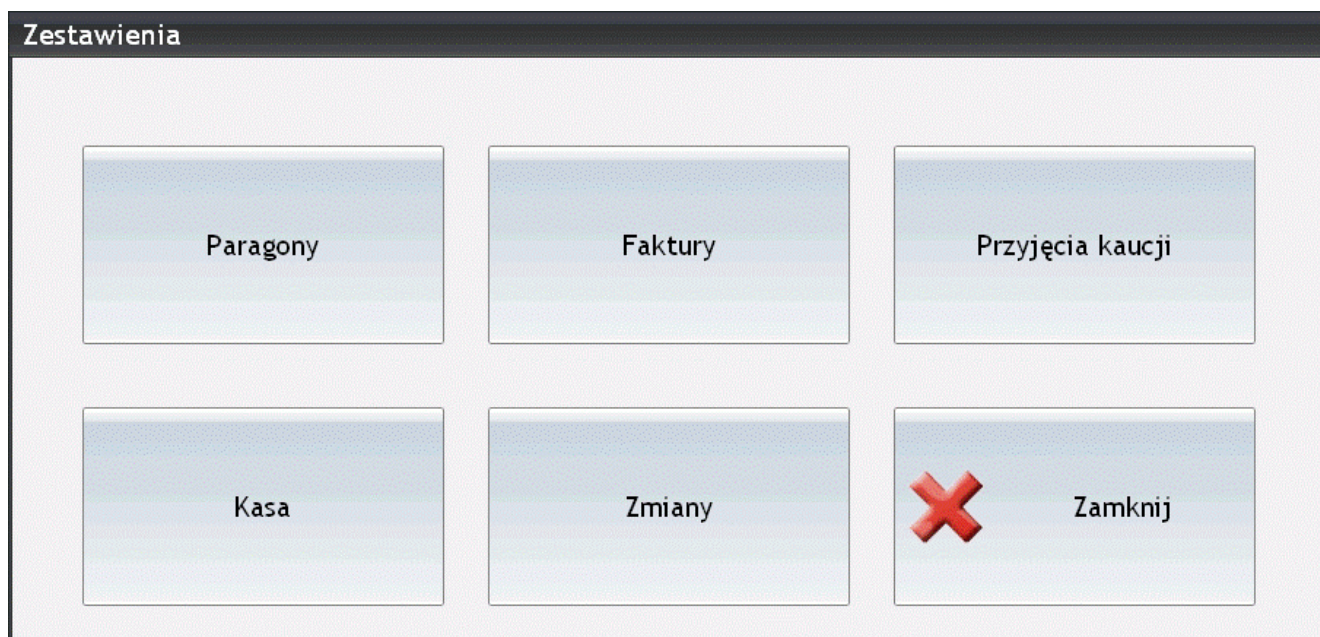 Zestawienia
Paragony
Faktury
Przyjęcia kaucji
Kasa
Zmiany
Zamknij